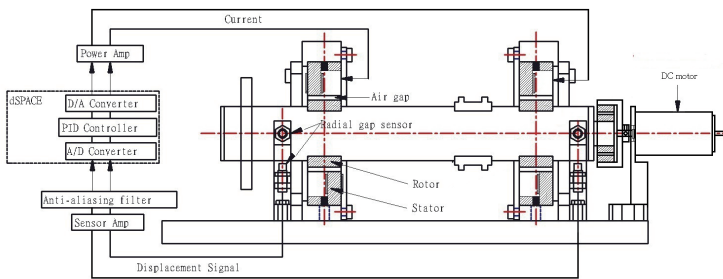 Current
Power Amp
DC motor
Air gap
dSPACE
D/A Converter
PID Controller
Radial gap sensor
A/D Converter
Rotor
Anti-aliasing filter
Stator
Sensor Amp
Displacement Signal